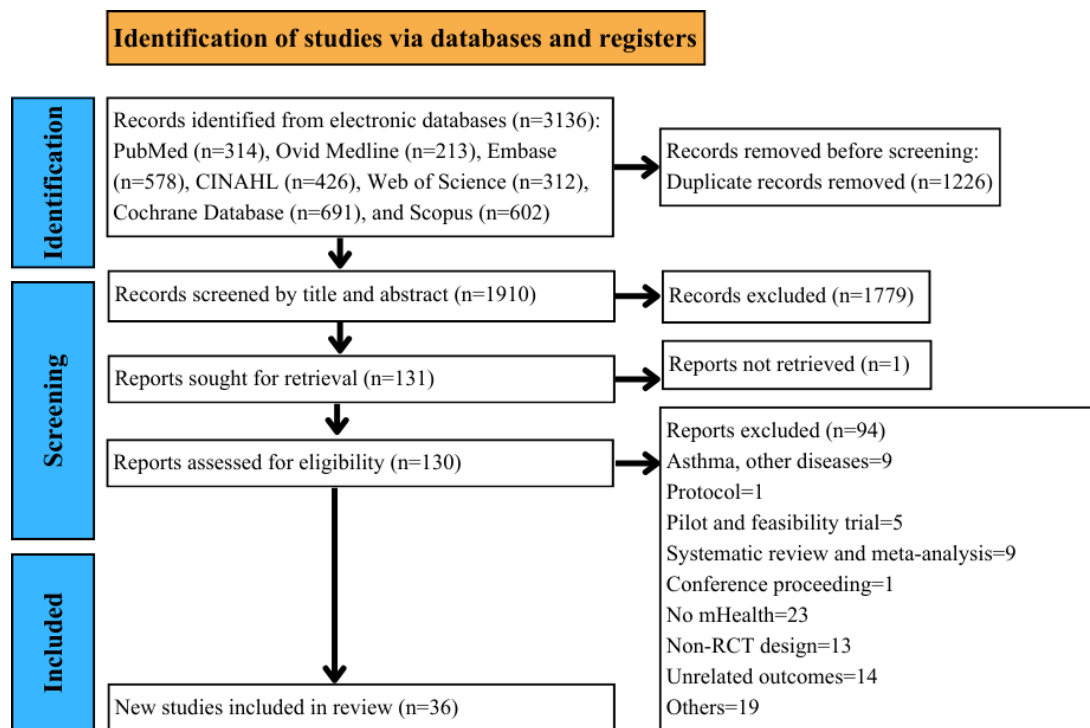 Identification of studies via databases and registers
Identification
Records identified from electronic databases (n=3136):
PubMed (n=314), Ovid Medline (n=213), Embase
(n=578), CINAHL (n=426), Web of Science (n=312),
Cochrane Database (n=691), and Scopus (n=602)
Records removed before screening:
Duplicate records removed (n=1226)
Screening
Records screened by title and abstract (n=1910)
Records excluded (n=1779)
Reports sought for retrieval (n=131)
Reports not retrieved (n=1)
Reports assessed for eligibility (n=130)
Reports excluded (n=94)
Asthma, other diseases=9
Protocol=1
Pilot and feasibility trial=5
Systematic review and meta-analysis=9
Conference proceeding=1
No mHealth=23
Non-RCT design=13
Unrelated outcomes=14
Others=19
Included
New studies included in review (n=36)